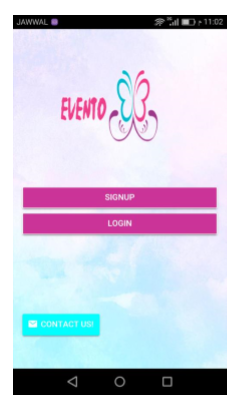 JAWWAL 11:02
EVENTO
SIGNUP
LOGIN
CONTACT US!